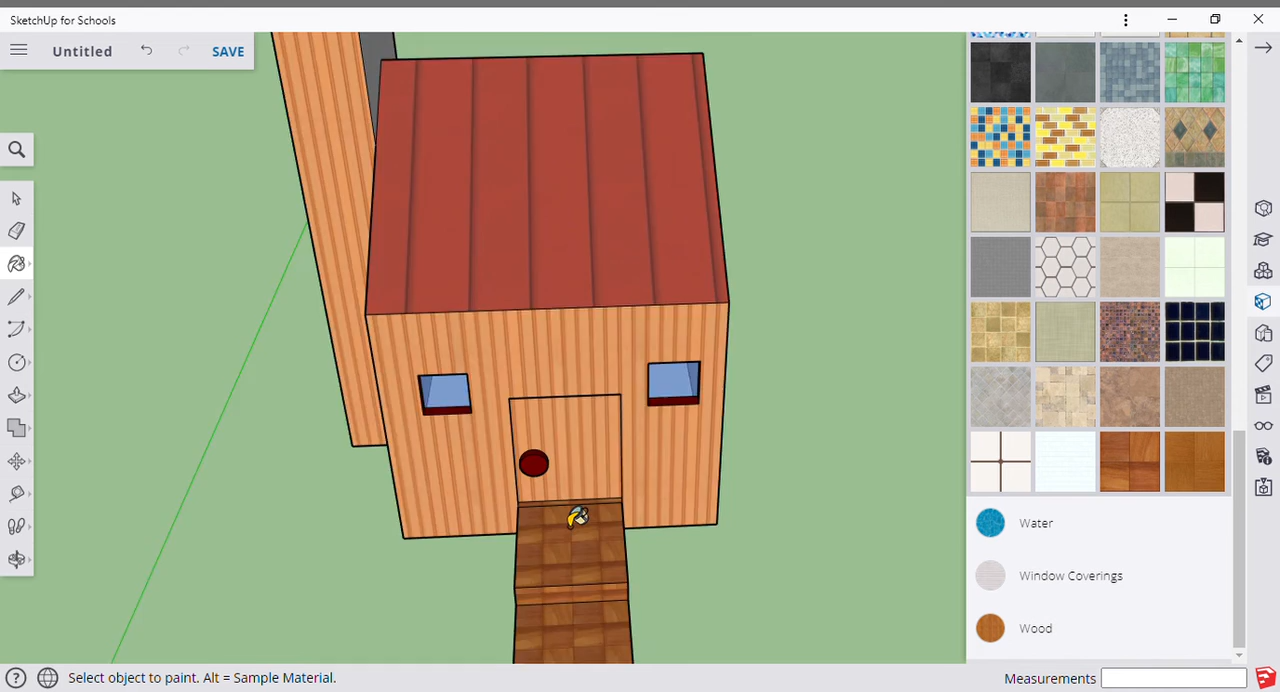 SketchUp for Schools
Untitled
SAVE
Water
Window Coverings
Wood
? Select object to paint. Alt = Sample Material.
Measurements